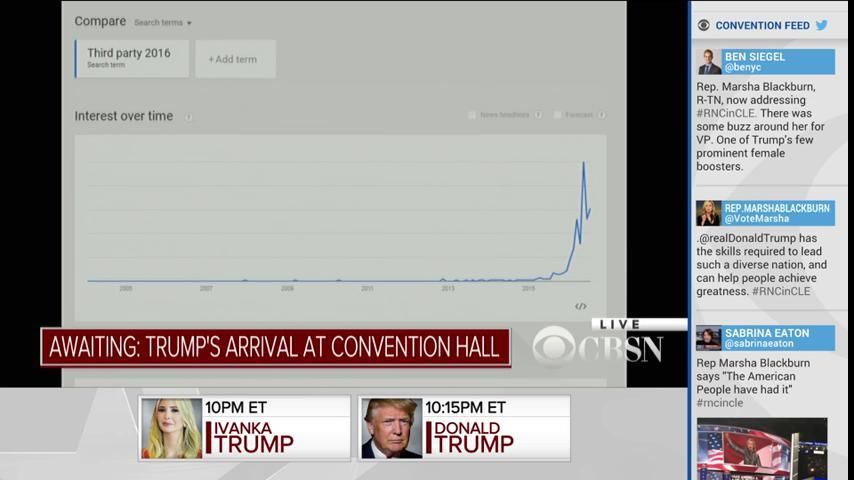 Compare Search terms
Third party 2016
Search term
+Add term
Interest over time ?
News headlines ?
Forecast ?
2005 2007 2009 2011 2013 2015
</>
LIVE
CBSN
AWAITING: TRUMP'S ARRIVAL AT CONVENTION HALL
10PM ET
IVANKA
TRUMP
10:15PM ET
DONALD
TRUMP
CONVENTION FEED
BEN SIEGEL
@benyc
Rep. Marsha Blackburn,
R-TN, now addressing
#RNCinCLE. There was
some buzz around her for
VP. One of Trump's few
prominent female
boosters.
REP.MARSHABLACKBURN
@VoteMarsha
.@realDonaldTrump has
the skills required to lead
such a diverse nation, and
can help people achieve
greatness. #RNCinCLE
SABRINA EATON
@sabrinaeaton
Rep Marsha Blackburn
says "The American
People have had it"
#rncincle